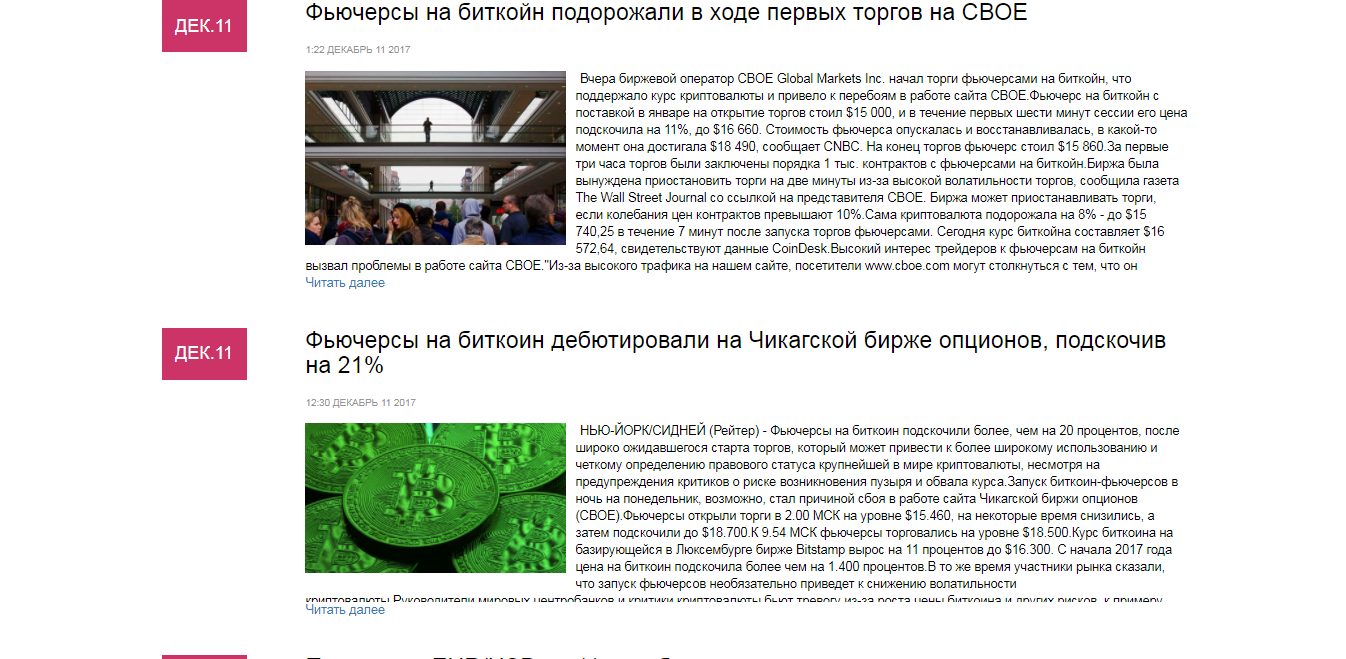 ДЕК.11
Фьючерсы на биткойн подорожали в ходе первых торгов на CBOE
1:22 ДЕКАБРЬ 11 2017
Вчера биржевой оператор CBOE Global Markets Inc. начал торги фьючерсами на биткойн, что
поддержало курс криптовалюты и привело к перебоям в работе сайта CBOE.Фьючерс на биткойн с
поставкой в январе на открытие торгов стоил $15 000, и в течение первых шести минут сессии его цена
подскочила на 11%, до $16 660. Стоимость фьючерса опускалась и восстанавливалась, в какой-то
момент она достигала $18 490, сообщает CNBC. На конец торгов фьючерс стоил $15 860.За первые
три часа торгов были заключены порядка 1 тыс. контрактов с фьючерсами на биткойн.Биржа была
вынуждена приостановить торги на две минуты из-за высокой волатильности торгов, сообщила газета
The Wall Street Journal со ссылкой на представителя CBOE. Биржа может приостанавливать торги,
если колебания цен контрактов превышают 10%.Сама криптовалюта подорожала на 8% - до $15
740,25 в течение 7 минут после запуска торгов фьючерсами. Сегодня курс биткойна составляет $16
572,64, свидетельствуют данные CoinDesk.Высокий интерес трейдеров к фьючерсам на биткойн
вызвал проблемы в работе сайта CBOE."Из-за высокого трафика на нашем сайте, посетители www.cboe.com могут столкнуться с тем, что он
Читать далее
ДЕК.11
Фьючерсы на биткоин дебютировали на Чикагской бирже опционов, подскочив
на 21%
12:30 ДЕКАБРЬ 11 2017
НЬЮ-ЙОРК/СИДНЕЙ (Рейтер) - Фьючерсы на биткоин подскочили более, чем на 20 процентов, после
широко ожидавшегося старта торгов, который может привести к более широкому использованию и
четкому определению правового статуса крупнейшей в мире криптовалюты, несмотря на
предупреждения критиков о риске возникновения пузыря и обвала курса.Запуск биткоин-фьючерсов в
ночь на понедельник, возможно, стал причиной сбоя в работе сайта Чикагской биржи опционов
(CBOE).Фьючерсы открыли торги в 2.00 МСК на уровне $15.460, на некоторые время снизились, а
затем подскочили до $18.700.К 9.54 МСК фьючерсы торговались на уровне $18.500.Курс биткоина на
базирующейся в Люксембурге бирже Bitstamp вырос на 11 процентов до $16.300. С начала 2017 года
цена на биткоин подскочила более чем на 1.400 процентов.В то же время участники рынка сказали,
что запуск фьючерсов необязательно приведет к снижению волатильности
криптовалюты.Руководители мировых центробанков и критики криптовалюты бьют тревогу из-за роста цены биткоина и других рисков, к примеру,
Читать далее